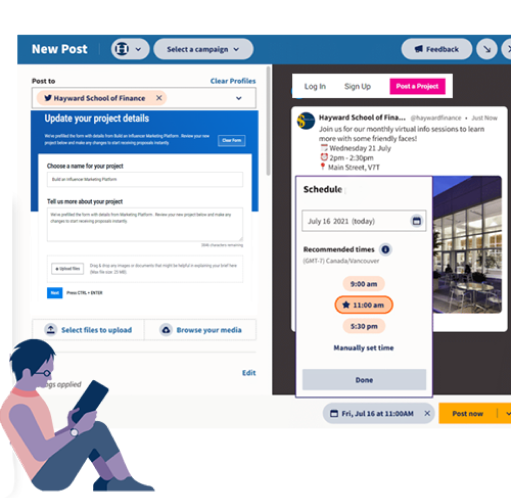 New Post
Select a campaign
Feedback
Post to
Clear Profiles
Hayward School of Finance
Update your project details
We've prefilled the form with details from Build an Influencer Marketing Platform. Review your new
project below and make any changes to start receiving proposals instantly.
Clear Form
Choose a name for your project
Build an Influencer Marketing Platform
Tell us more about your project
We've prefilled the form with details from Marketing Platform. Review your new project below and make any
changes to start receiving proposals instantly.
characters remaining
Upload files
Drag & drop any images or documents that might be helpful in explaining your brief here
(Max file size: 25 MB)
Next
Press CTRL + ENTER
Select files to upload
Browse your media
Edit
applied
Log In
Sign Up
Post a Project
Hayward School of Fina... @haywardfinance • Just Now
Join us for our monthly virtual info sessions to learn
more with some friendly faces!
Wednesday 21 July
2pm - 2:30pm
Main Street, V7T
Schedule
July 16 2021 (today)
Recommended times
(GMT-7) Canada/Vancouver
9:00 am
11:00 am
5:30 pm
Manually set time
Done
Fri, Jul 16 at 11:00AM
Post now